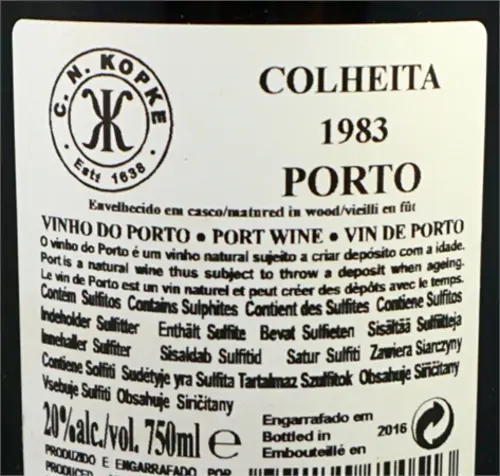 C. N. KOPKE
Estd 1638
COLHEITA
1983
PORTO
Envelhecido em casco/matured in wood/vieilli en fût
VINHO DO PORTO • PORT WINE • VIN DE PORTO
O vinho do Porto é um vinho natural sujeito a criar depósito com a idade.
Port is a natural wine thus subject to throw a deposit when ageing.
Le vin de Porto est un vin naturel et peut créer des dépôts avec le temps.
Contém Sulfitos Contains Sulphites Contient des Sulfites Contiene Sulfitos
Indeholder Sulfitter Enthält Sulfite Bevat Sulfieten Sisältää Sulfiitteja
Innehaller Sulfiter Sisaldab Sulfitid Satur Sulfiti Zawiera Siarczyny
Contiene Solfiti Sudėtyje yra Sulfita Tartalmaz Szulfitok Obsahuje Siričitany
Vsebuje Sulfiti Obsahuje Siričitany
20%alc./vol. 750ml e
Engarrafado em
Bottled in 2016
Embouteillé en
PRODUZIDO E ENGARRAFADO POR